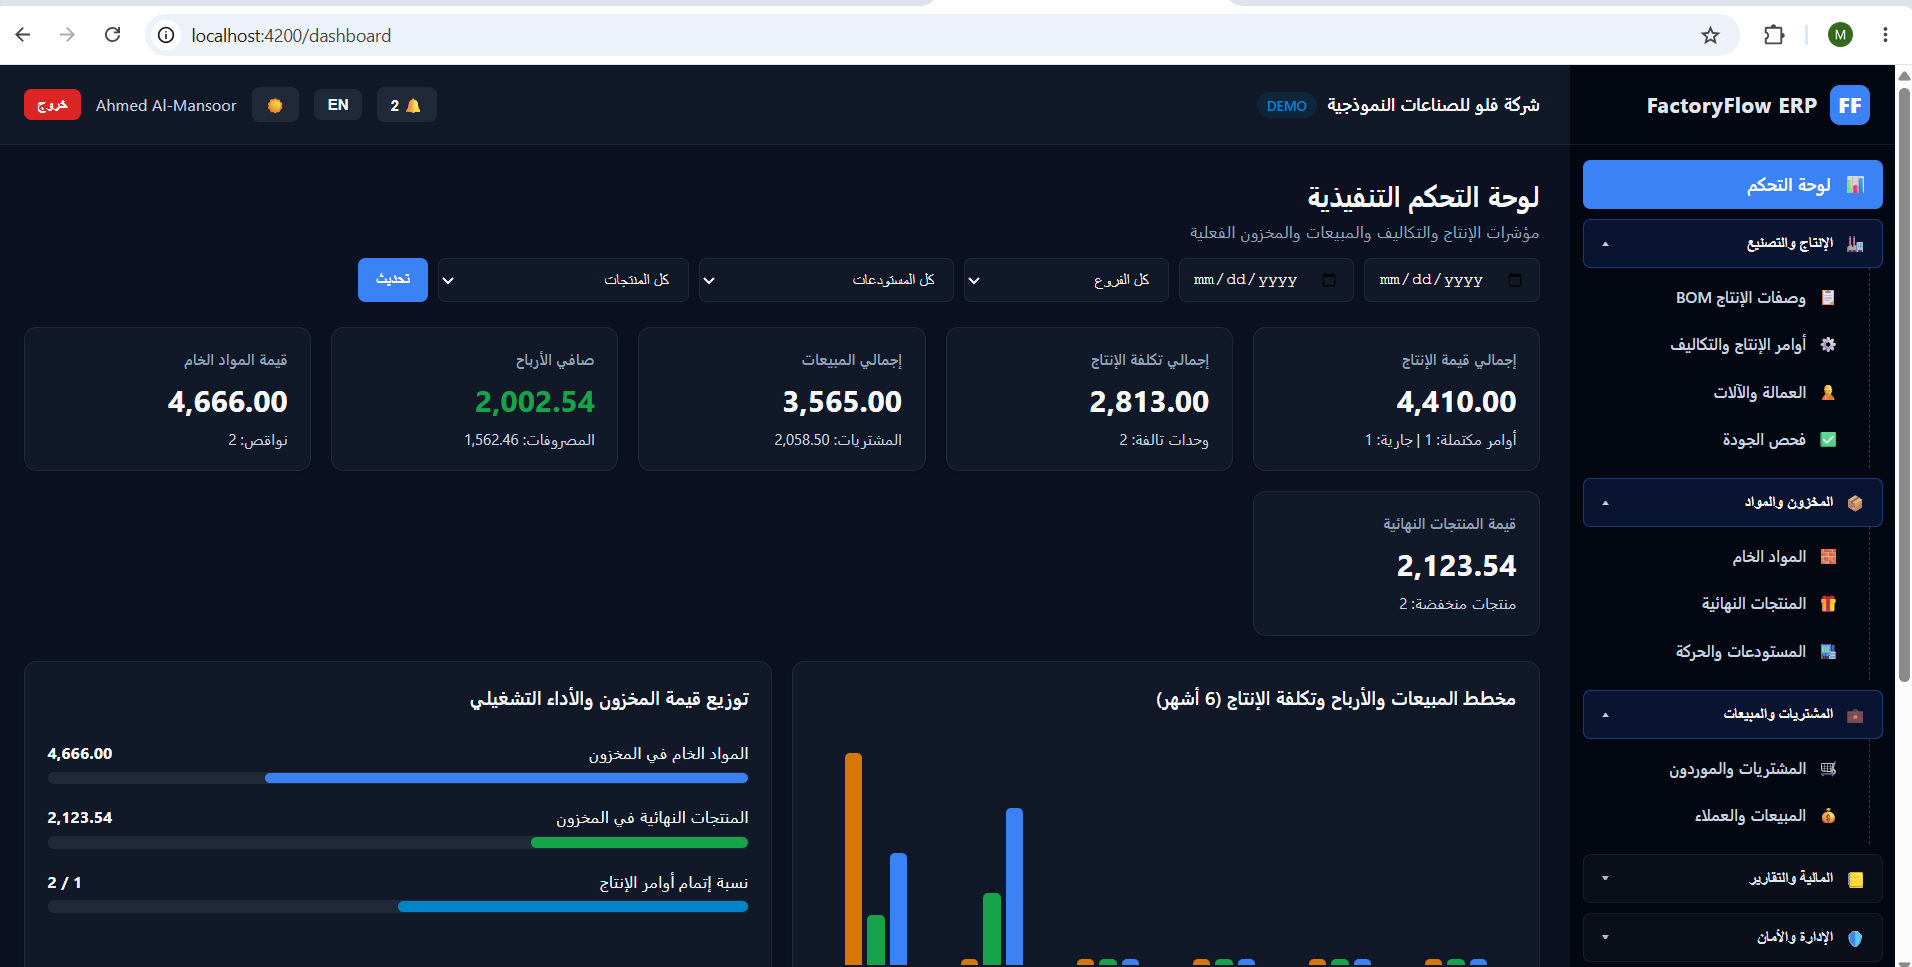 localhost:4200/dashboard
M
FF
FactoryFlow ERP
شركة فلو للصناعات النموذجية
DEMO
2
EN
Ahmed Al-Mansoor
خروج
لوحة التحكم
الإنتاج والتصنيع
وصفات الإنتاج BOM
أوامر الإنتاج والتكاليف
العمالة والآلات
فحص الجودة
المخزون والمواد
المواد الخام
المنتجات النهائية
المستودعات والحركة
المشتريات والمبيعات
المشتريات والموردون
المبيعات والعملاء
المالية والتقارير
الإدارة والأمان
لوحة التحكم التنفيذية
مؤشرات الإنتاج والتكاليف والمبيعات والمخزون الفعلية
mm/dd/yyyy
mm/dd/yyyy
كل الفروع
كل المستودعات
كل المنتجات
تحديث
إجمالي قيمة الإنتاج
4,410.00
أوامر مكتملة: 1 | جارية: 1
إجمالي تكلفة الإنتاج
2,813.00
وحدات تالفة: 2
إجمالي المبيعات
3,565.00
المشتريات: 2,058.50
صافي الأرباح
2,002.54
المصروفات: 1,562.46
قيمة المواد الخام
4,666.00
نواقص: 2
قيمة المنتجات النهائية
2,123.54
منتجات منخفضة: 2
مخطط المبيعات والأرباح وتكلفة الإنتاج (6 أشهر)
توزيع قيمة المخزون والأداء التشغيلي
المواد الخام في المخزون
4,666.00
المنتجات النهائية في المخزون
2,123.54
نسبة إتمام أوامر الإنتاج
2 / 1